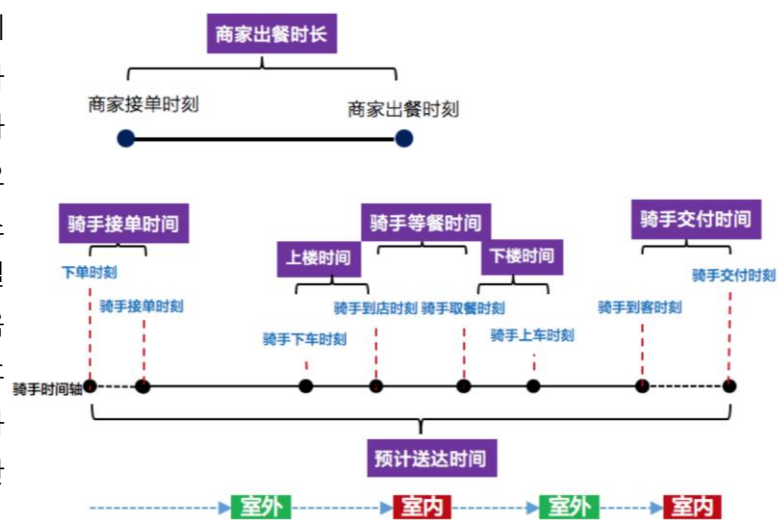 商家出餐时长
商家接单时刻
商家出餐时刻
骑手接单时间
骑手等餐时间
骑手交付时间
上楼时间
下楼时间
下单时刻
骑手交付时刻
骑手接单时刻
骑手到店时刻
骑手取餐时刻
骑手到客时刻
骑手下车时刻
骑手上车时刻
骑手时间轴
预计送达时间
室外
室内
室外
室内